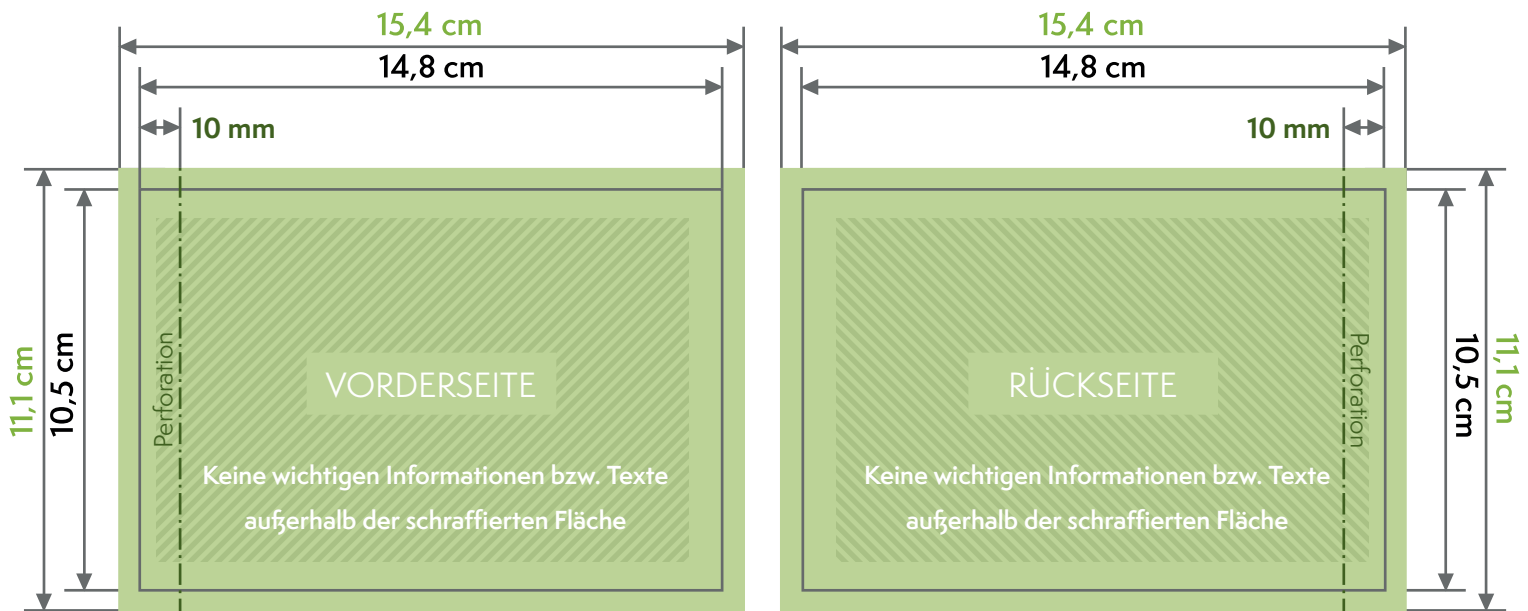 15,4 cm
14,8 cm
10 mm
11,1 cm
10,5 cm
Perforation
VORDERSEITE
Keine wichtigen Informationen bzw. Texte
außerhalb der schraffierten Fläche
15,4 cm
14,8 cm
10 mm
RÜCKSEITE
Keine wichtigen Informationen bzw. Texte
außerhalb der schraffierten Fläche
Perforation
10,5 cm
11,1 cm